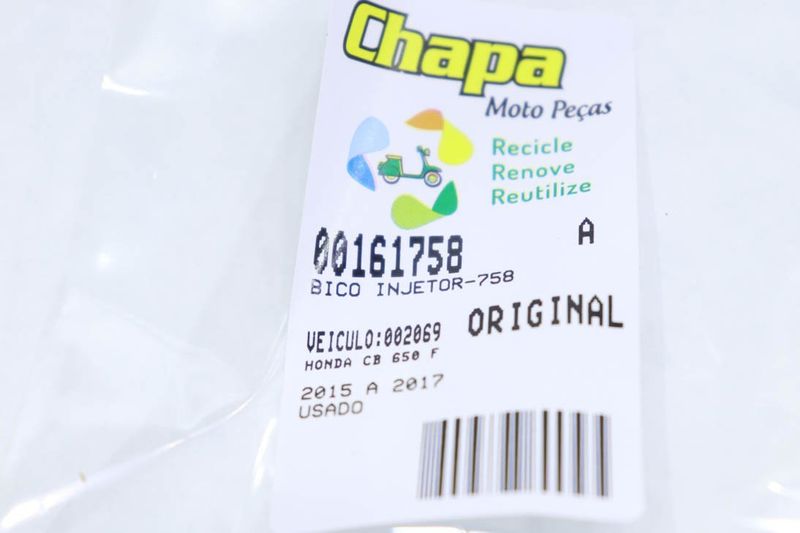 Chapa
Moto Peças
Recicle
Renove
Reutilize
00161758 A
BICO INJETOR-758
VEICULO:002069 ORIGINAL
HONDA CB 650 F
2015 A 2017
USADO